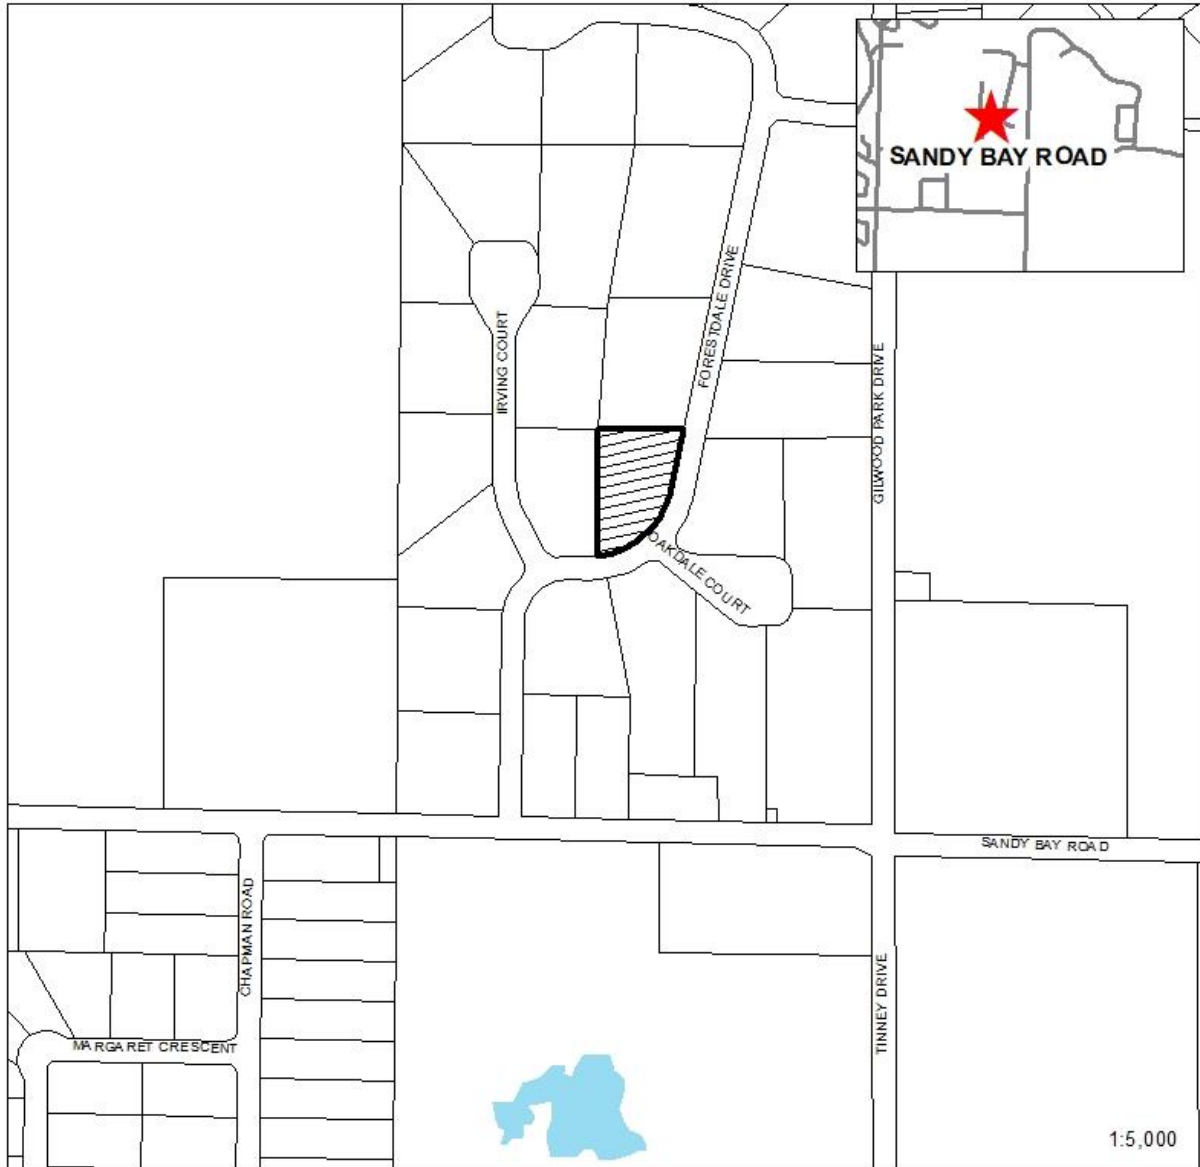 SANDY BAY ROAD
FORESTDALE DRIVE
IRVING COURT
GILWOOD PARK DRIVE
OAKDALE COURT
SANDY BAY ROAD
CHAPMAN ROAD
TINNEY DRIVE
MARGARET CRESCENT
1:5,000